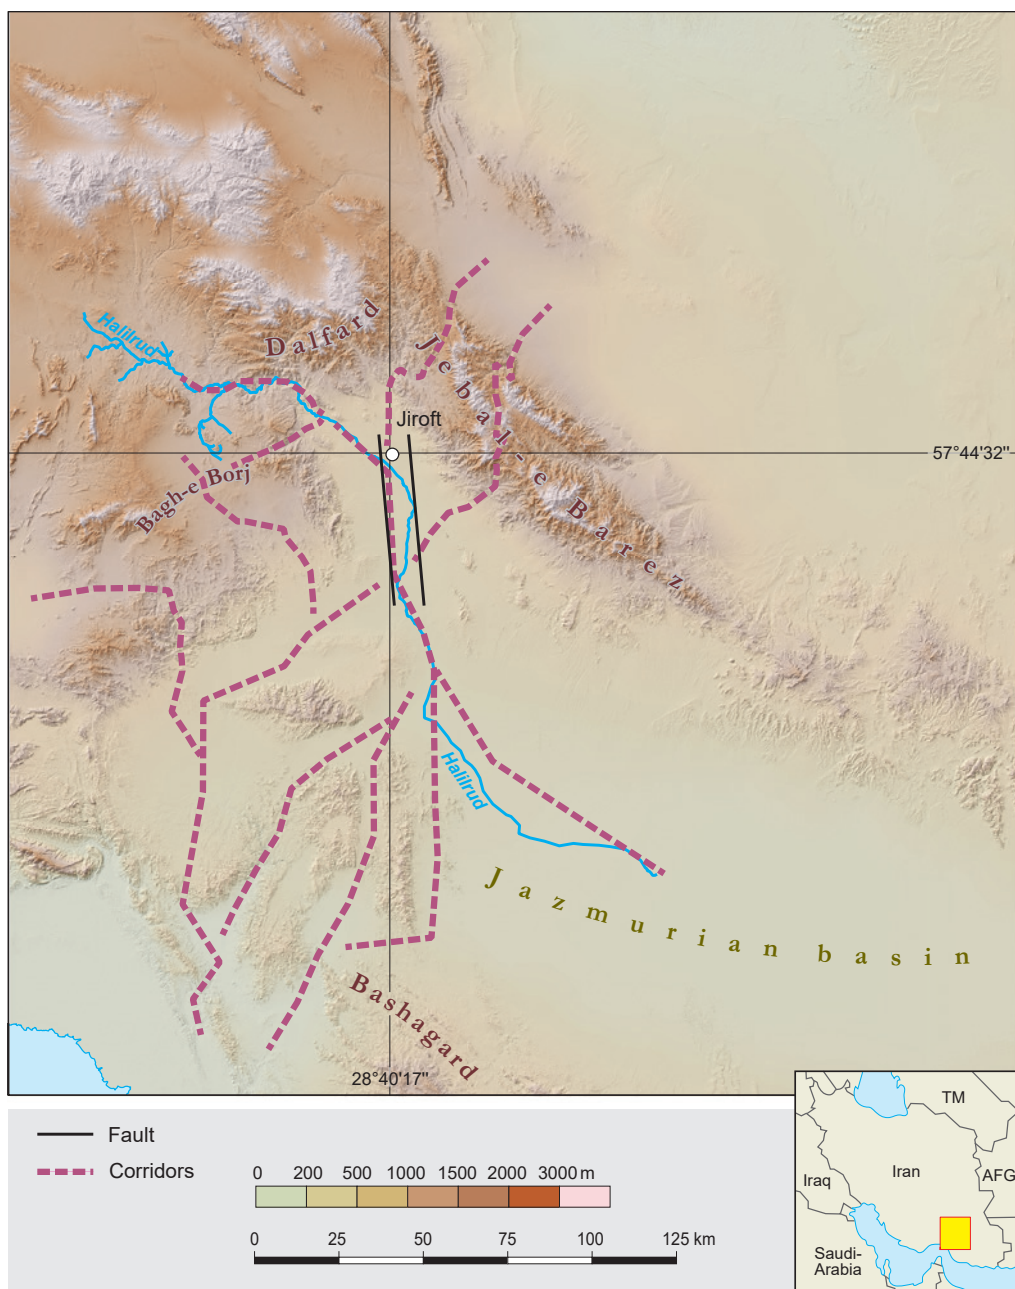 Halilrud
Dalfard
Jebal-e Barez
Jiroft
57°44'32"
Bagh-e Borj
Halilrud
Jazmurian basin
Bashagard
28°40'17"
Fault
Corridors
0 200 500 1000 1500 2000 3000 m
0 25 50 75 100 125 km
TM
Iran
AFG
Iraq
Saudi-
Arabia